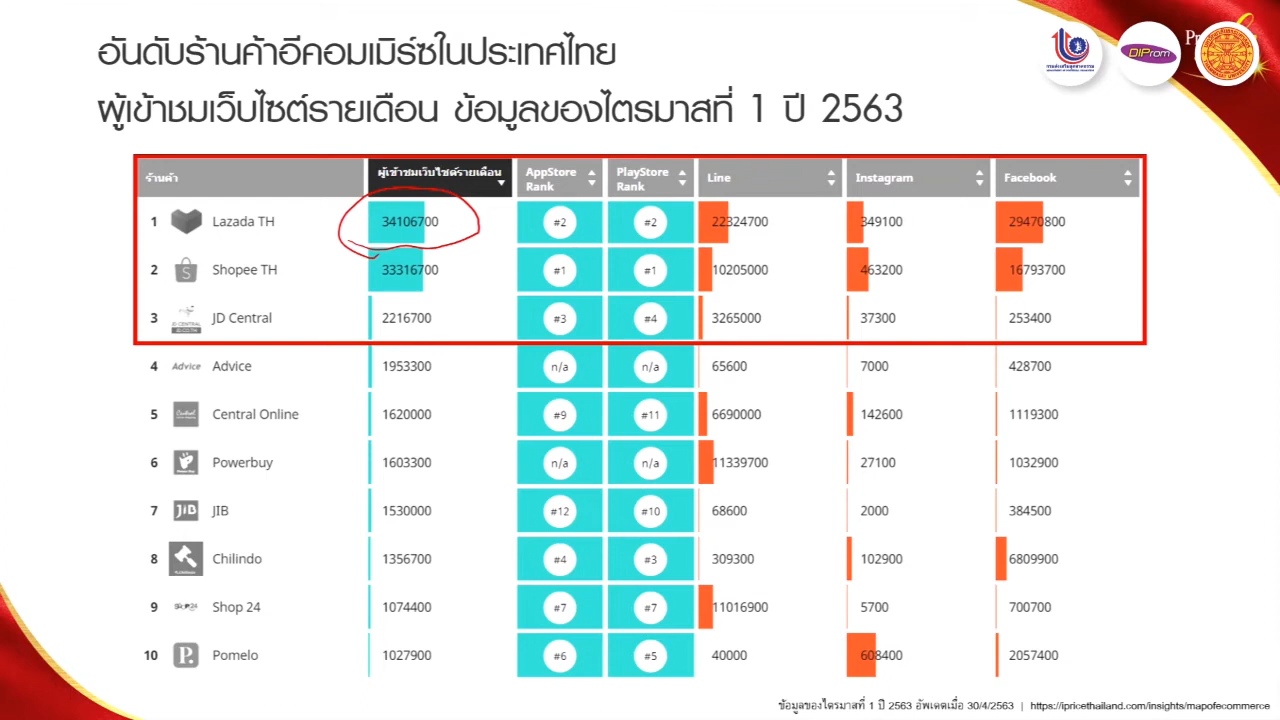 อันดับร้านค้าอีคอมเมิร์ซในประเทศไทย
ผู้เข้าชมเว็บไซต์รายเดือน ข้อมูลของไตรมาสที่ 1 ปี 2563
DIProm
ร้านค้า ผู้เข้าชมเว็บไซต์รายเดือน AppStore Rank PlayStore Rank Line Instagram Facebook
1 Lazada TH 34106700 #2 #2 22324700 349100 29470800
2 Shopee TH 33316700 #1 #1 10205000 463200 16793700
3 JD Central 2216700 #3 #4 3265000 37300 253400
4 Advice Advice 1953300 n/a n/a 65600 7000 428700
5 Central Online 1620000 #9 #11 6690000 142600 1119300
6 Powerbuy 1603300 n/a n/a 11339700 27100 1032900
7 JIB JIB 1530000 #12 #10 68600 2000 384500
8 Chilindo 1356700 #4 #3 309300 102900 6809900
9 Shop 24 1074400 #7 #7 11016900 5700 700700
10 P. Pomelo 1027900 #6 #5 40000 608400 2057400
ข้อมูลของไตรมาสที่ 1 ปี 2563 อัพเดตเมื่อ 30/4/2563 | https://ipricethailand.com/insights/mapofecommerce